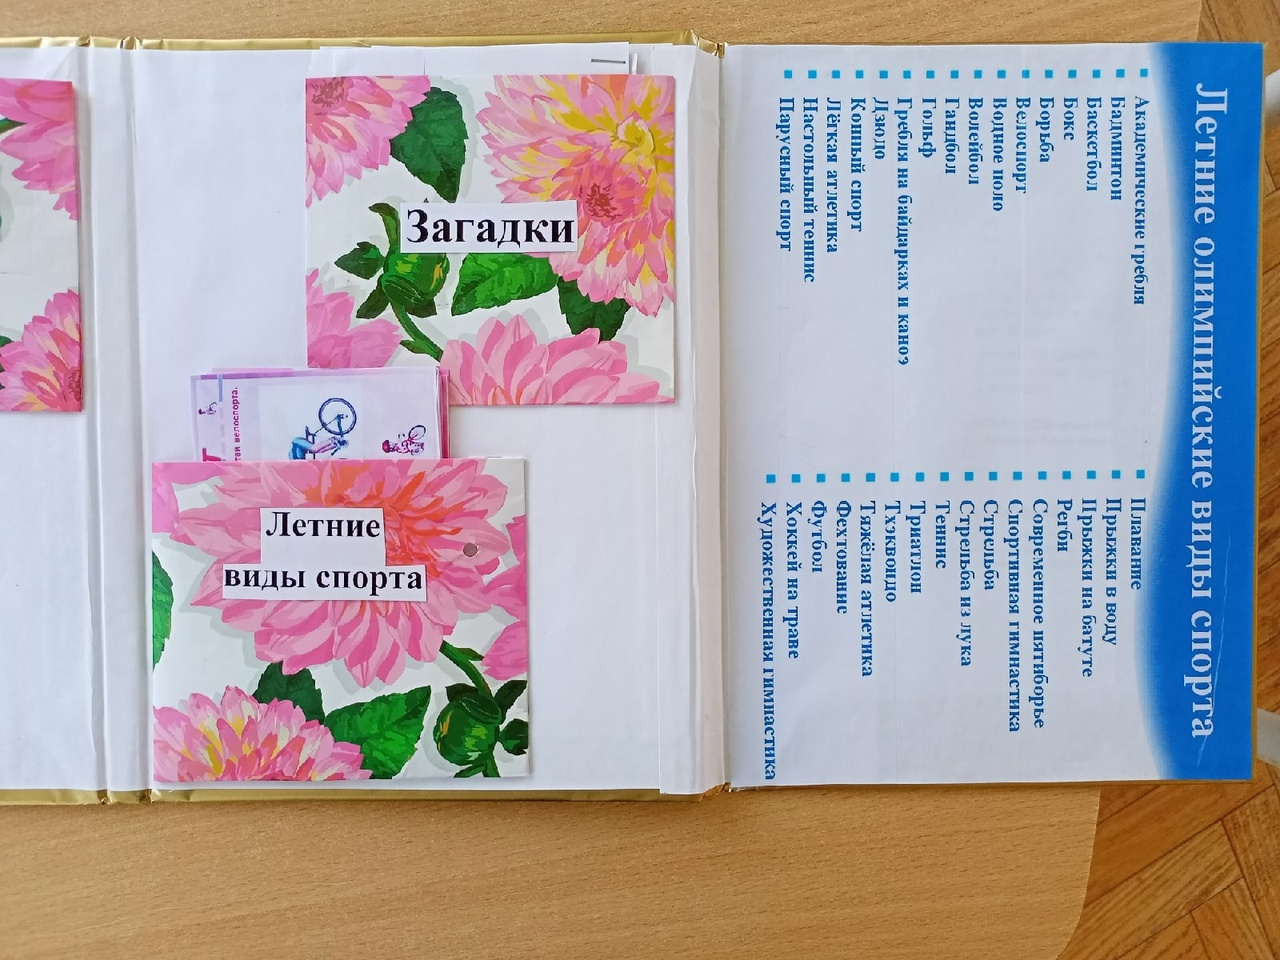 Загадки
тай велоспорта.
Летние
виды спорта
Летние олимпийские виды спорта
Академические гребля
Бадминтон
Баскетбол
Бокс
Борьба
Велоспорт
Водное поло
Волейбол
Гандбол
Гольф
Гребля на байдарках и каноэ
Дзюдо
Конный спорт
Лёгкая атлетика
Настольный теннис
Парусный спорт
Плавание
Прыжки в воду
Прыжки на батуте
Регби
Современное пятиборье
Спортивная гимнастика
Стрельба
Стрельба из лука
Теннис
Триатлон
Тхэквондо
Тяжёлая атлетика
Фехтование
Футбол
Хоккей на траве
Художественная гимнастика